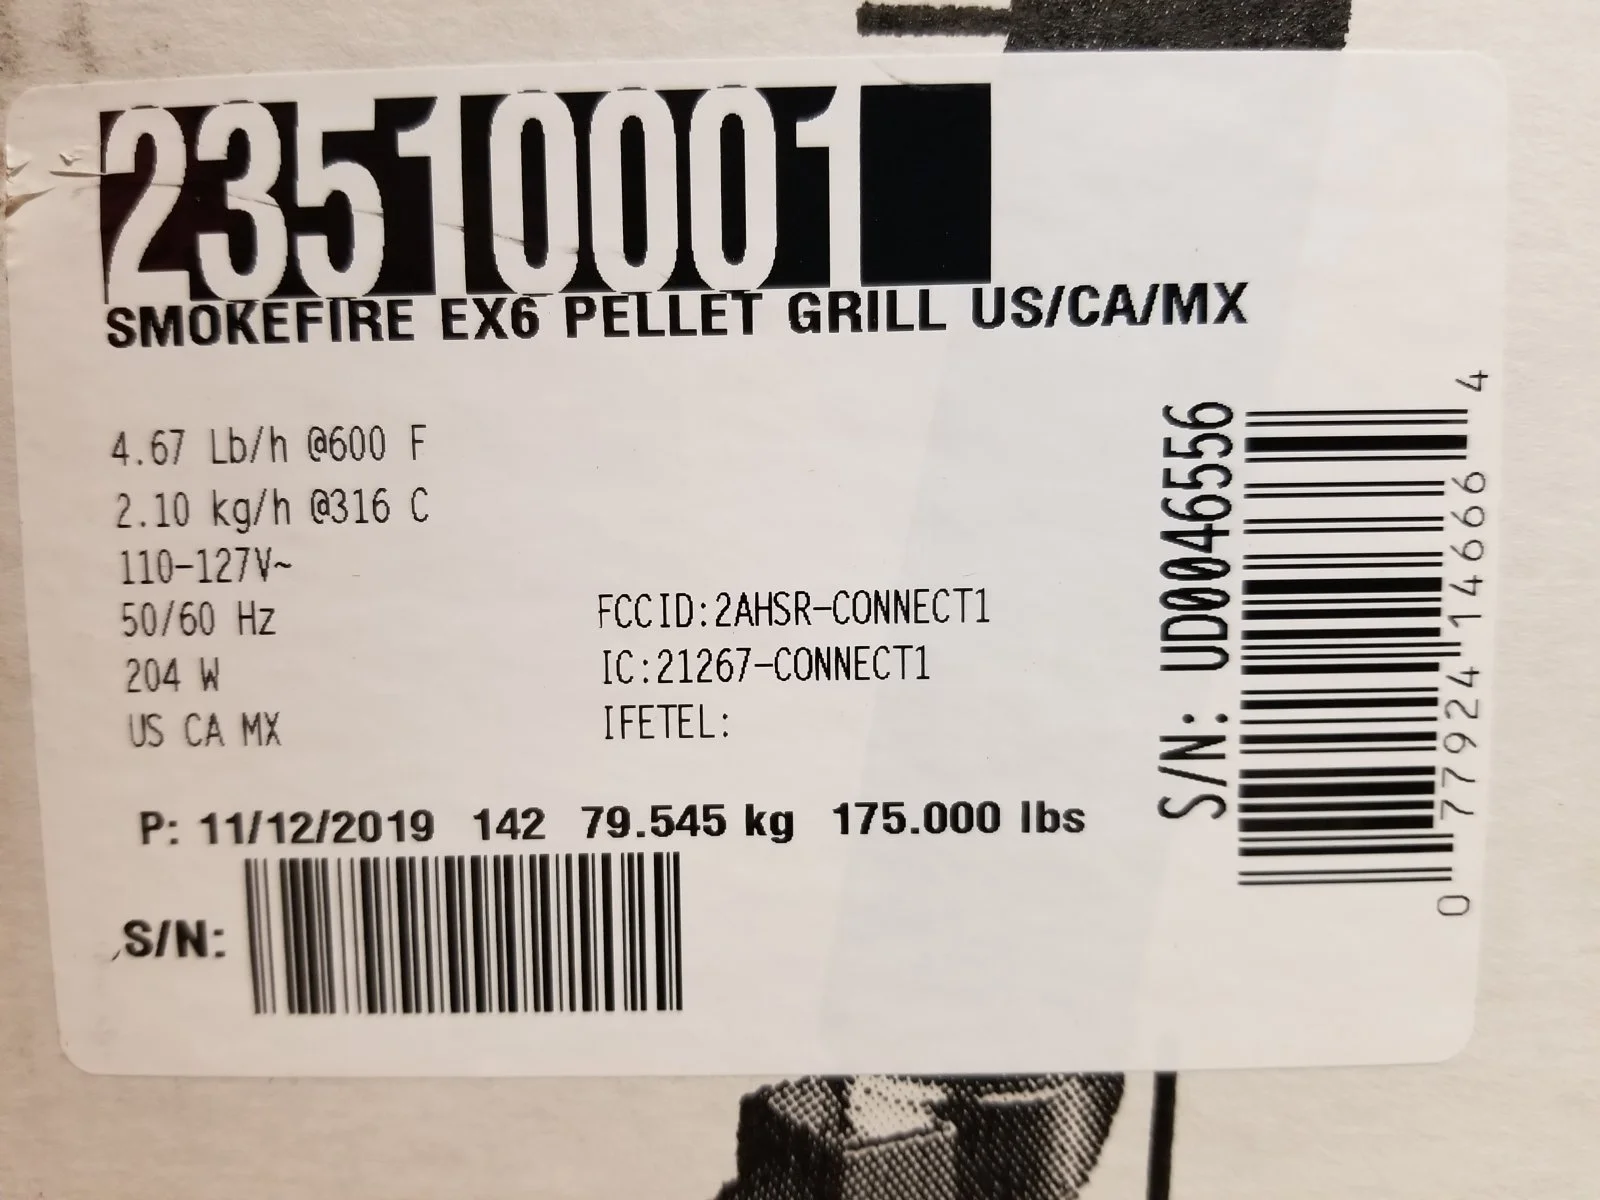 23510001
SMOKEFIRE EX6 PELLET GRILL US/CA/MX
4.67 Lb/h @600 F
2.10 kg/h @316 C
110-127V~
50/60 Hz
204 W
US CA MX
FCCID:2AHSR-CONNECT1
IC:21267-CONNECT1
IFETEL:
P: 11/12/2019 142 79.545 kg 175.000 lbs
S/N:
S/N: UD0046556
0 77924 14666 4